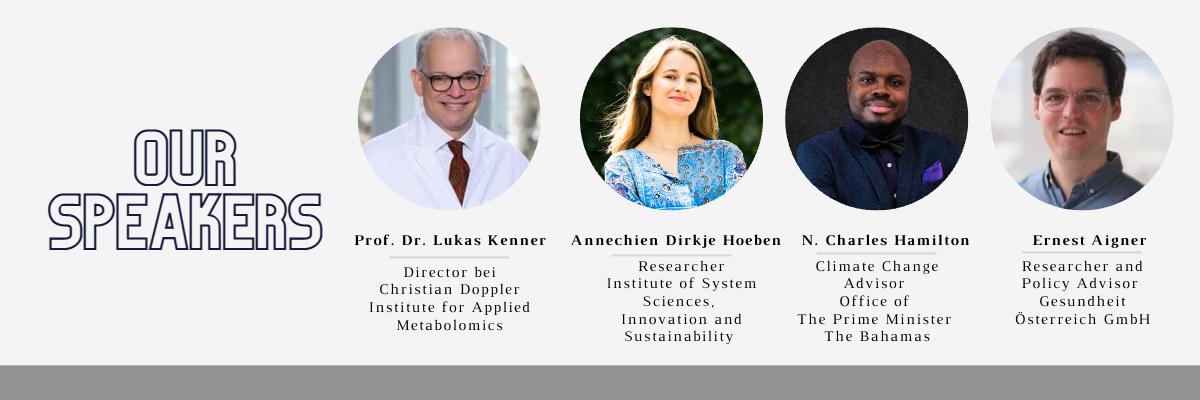 OUR
SPEAKERS
Prof. Dr. Lukas Kenner
Director bei
Christian Doppler
Institute for Applied
Metabolomics
Annechien Dirkje Hoeben
Researcher
Institute of System
Sciences,
Innovation and
Sustainability
N. Charles Hamilton
Climate Change
Advisor
Office of
The Prime Minister
The Bahamas
Ernest Aigner
Researcher and
Policy Advisor
Gesundheit
Österreich GmbH